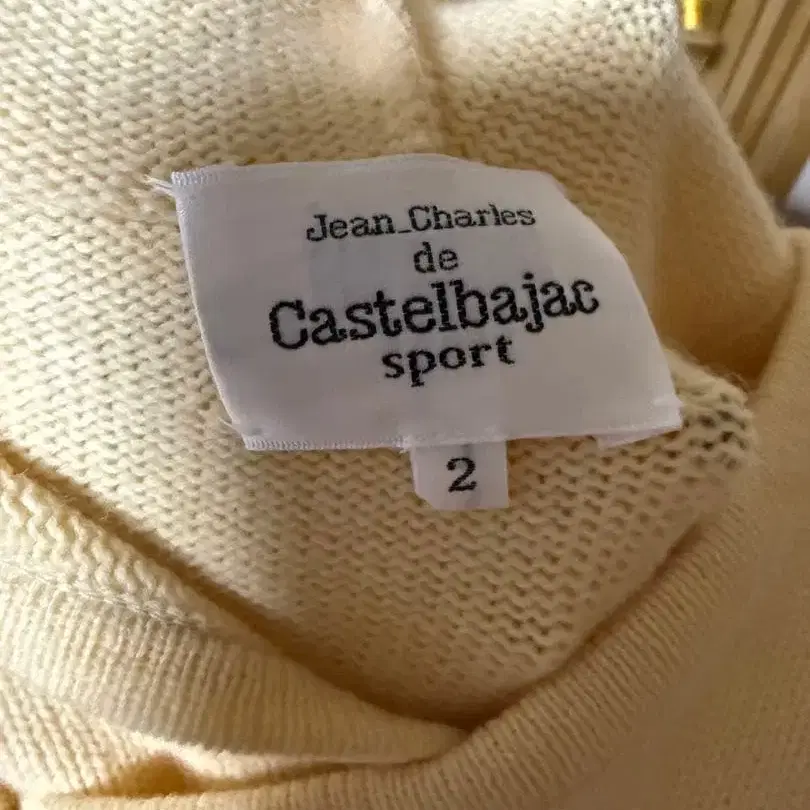 Jean_Charles
de
Castelbajac
sport
2